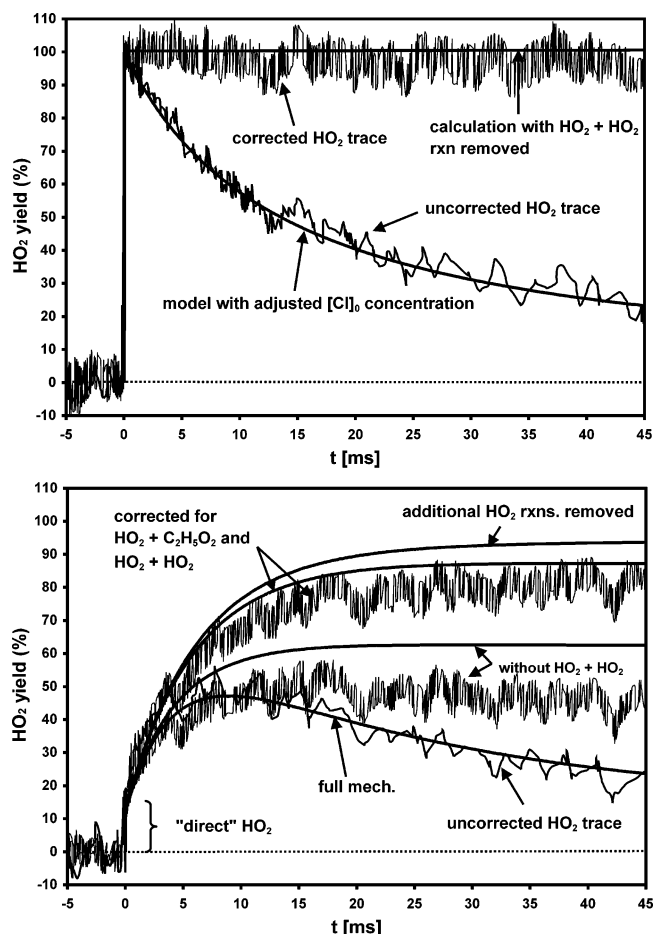 110
100
90
80
70
60
50
40
30
20
10
0
-10
HO₂ yield (%)
corrected HO₂ trace
calculation with HO₂ + HO₂
rxn removed
uncorrected HO₂ trace
model with adjusted [Cl]₀ concentration
-5 0 5 10 15 20 25 30 35 40 45
t [ms]
110
100
90
80
70
60
50
40
30
20
10
0
-10
HO₂ yield (%)
corrected for
HO₂ + C₂H₅O₂ and
HO₂ + HO₂
additional HO₂ rxns. removed
without HO₂ + HO₂
full mech.
"direct" HO₂
uncorrected HO₂ trace
-5 0 5 10 15 20 25 30 35 40 45
t [ms]